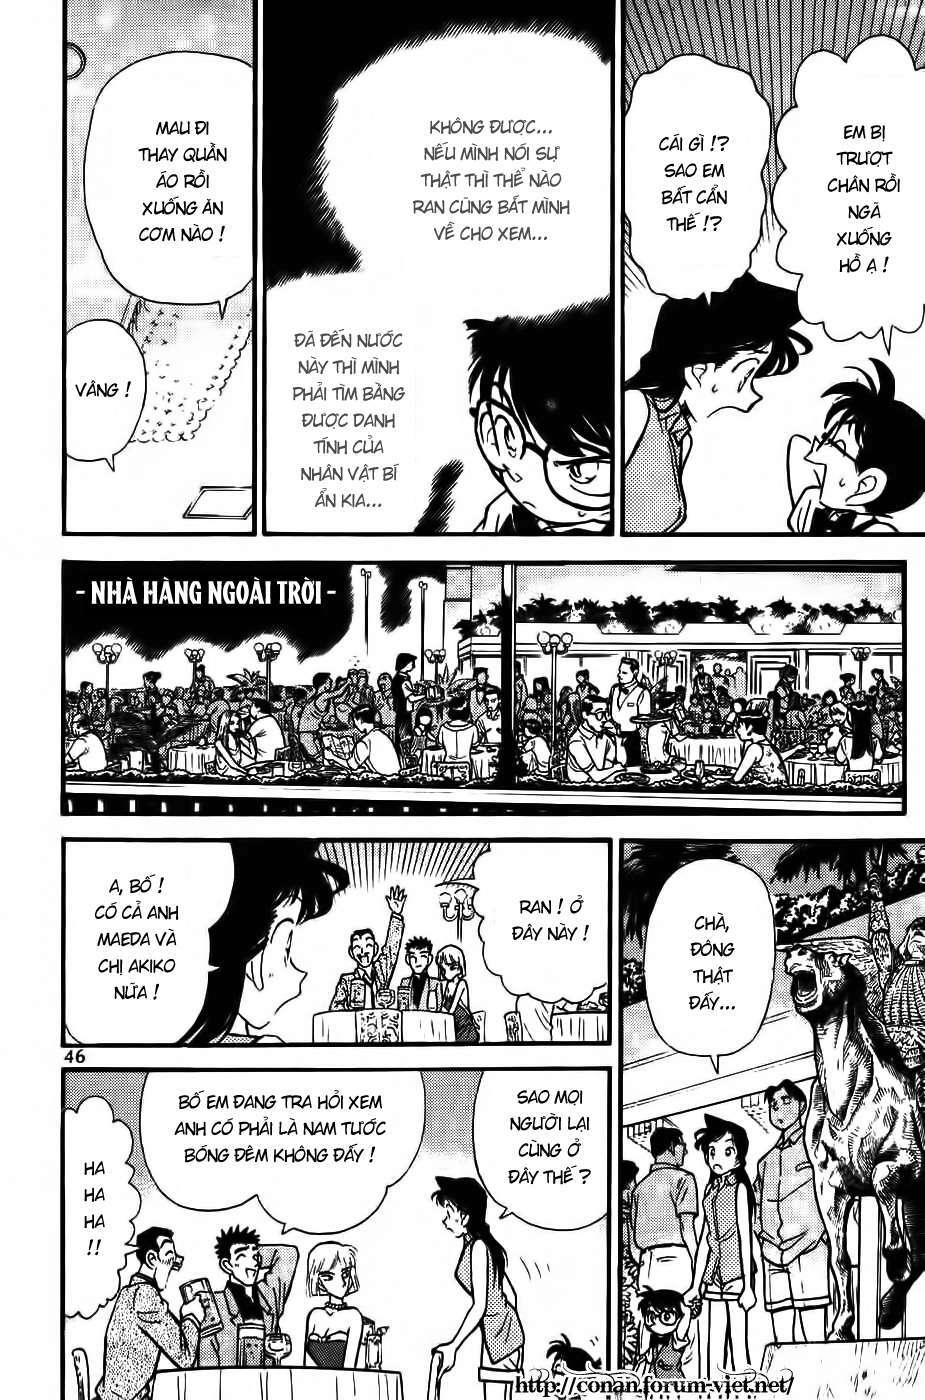 EM BỊ
TRƯỢT
CHÂN RỒI
NGÃ
XUỐNG
HỒ Ạ !
CÁI GÌ !?
SAO EM
BẤT CẨN
THẾ !?
KHÔNG ĐƯỢC...
NẾU MÌNH NÓI SỰ
THẬT THÌ THỂ NÀO
RAN CŨNG BẮT MÌNH
VỀ CHO XEM...
ĐÃ ĐẾN NƯỚC
NÀY THÌ MÌNH
PHẢI TÌM BẰNG
ĐƯỢC DANH
TÍNH CỦA
NHÂN VẬT BÍ
ẨN KIA...
MAU ĐI
THAY QUẦN
ÁO RỒI
XUỐNG ĂN
CƠM NÀO !
VÂNG !
- NHÀ HÀNG NGOÀI TRỜI -
CHÀ,
ĐÔNG
THẬT
ĐẤY...
RAN ! Ở
ĐÂY NÀY !
A, BỐ !
CÓ CẢ ANH
MAEDA VÀ
CHỊ AKIKO
NỮA !
46
SAO MỌI
NGƯỜI LẠI
CÙNG Ở
ĐÂY THẾ ?
BỐ EM ĐANG TRA HỎI XEM
ANH CÓ PHẢI LÀ NAM TƯỚC
BÓNG ĐÊM KHÔNG ĐẤY !
HA
HA
HA
!!
http://conan.forum-viet.net/